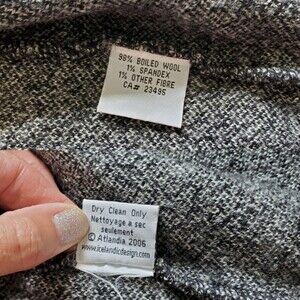 98% BOILED WOOL
1% SPANDEX
1% OTHER FIBRE
CA# 23495
Dry Clean Only
Nettoyage a sec
seulement
© Atlandia 2006
www.icelandicdesign.com